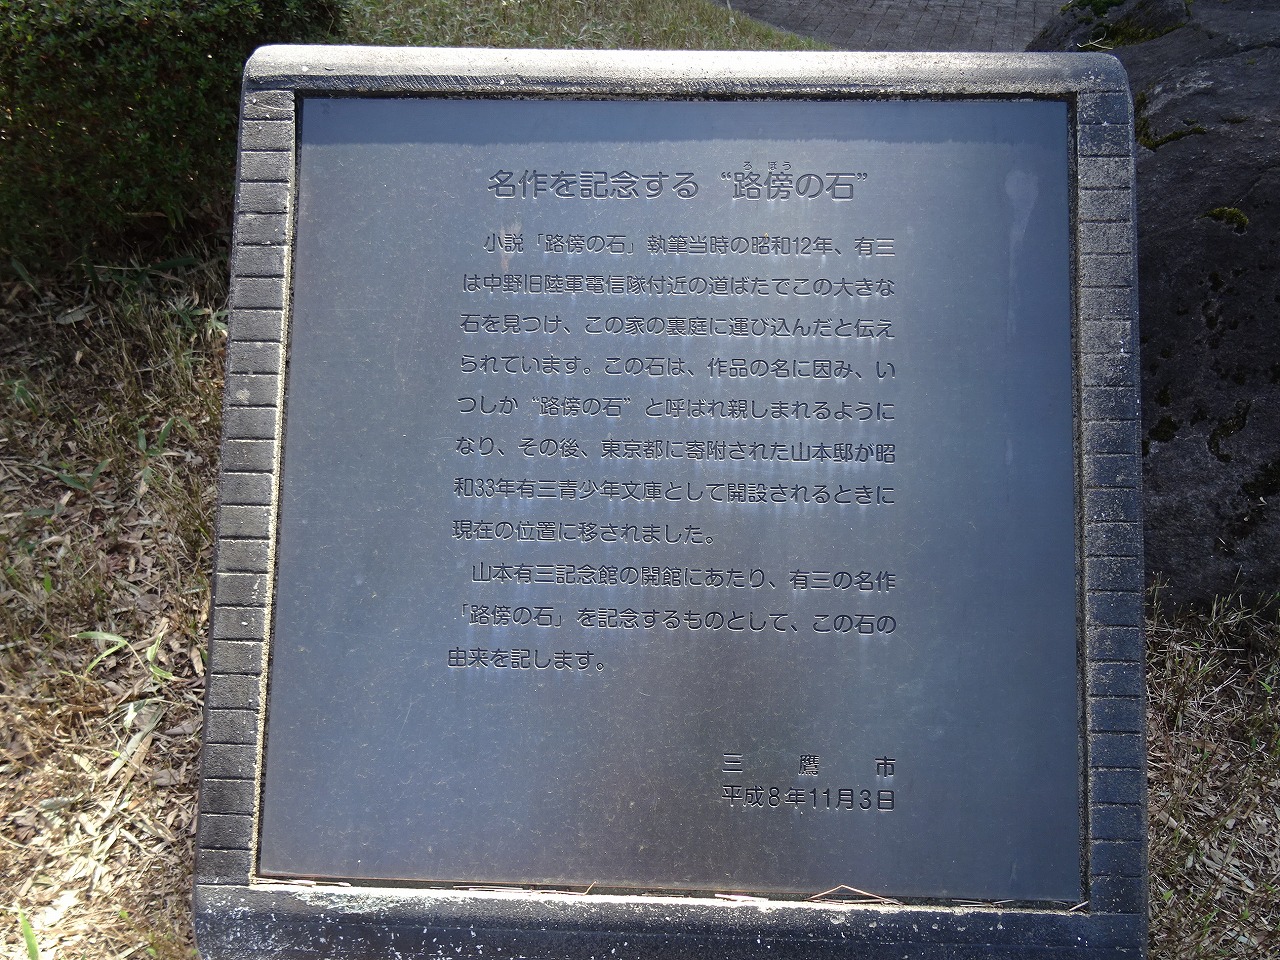 名作を記念する“路傍の石”
ろぼう
小説「路傍の石」執筆当時の昭和12年、有三
は中野旧陸軍電信隊付近の道ばたでこの大きな
石を見つけ、この家の裏庭に運び込んだと伝え
られています。この石は、作品の名に因み、い
つしか“路傍の石”と呼ばれ親しまれるように
なり、その後、東京都に寄附された山本邸が昭
和33年有三青少年文庫として開設されるときに
現在の位置に移されました。
山本有三記念館の開館にあたり、有三の名作
「路傍の石」を記念するものとして、この石の
由来を記します。
三鷹市
平成8年11月3日